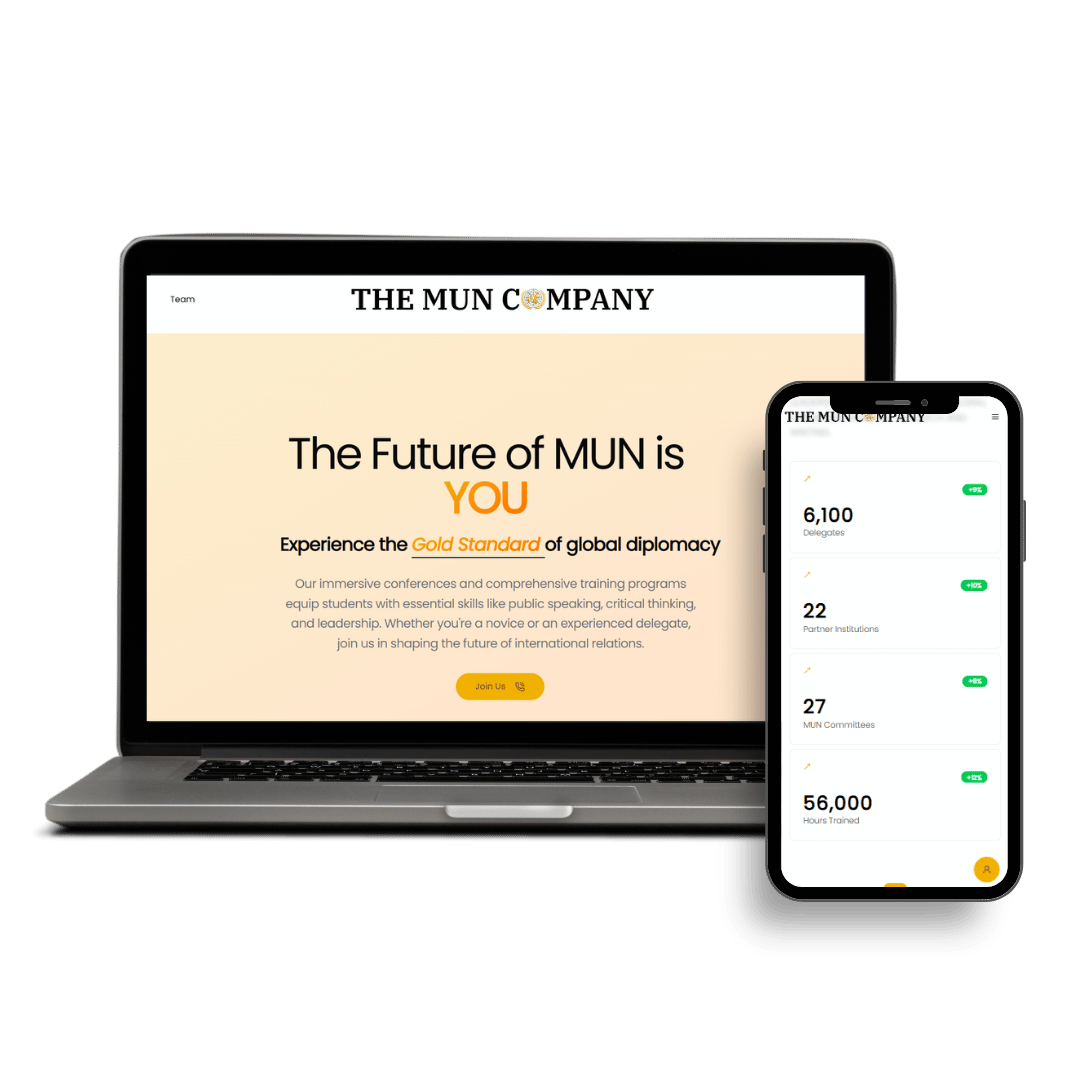 Team
THE MUN COMPANY
The Future of MUN is
YOU
Experience the Gold Standard of global diplomacy
Our immersive conferences and comprehensive training programs
equip students with essential skills like public speaking, critical thinking,
and leadership. Whether you're a novice or an experienced delegate,
join us in shaping the future of international relations.
Join Us
THE MUN COMPANY
+9%
6,100
Delegates
+10%
22
Partner Institutions
27
MUN Committees
+12%
56,000
Hours Trained